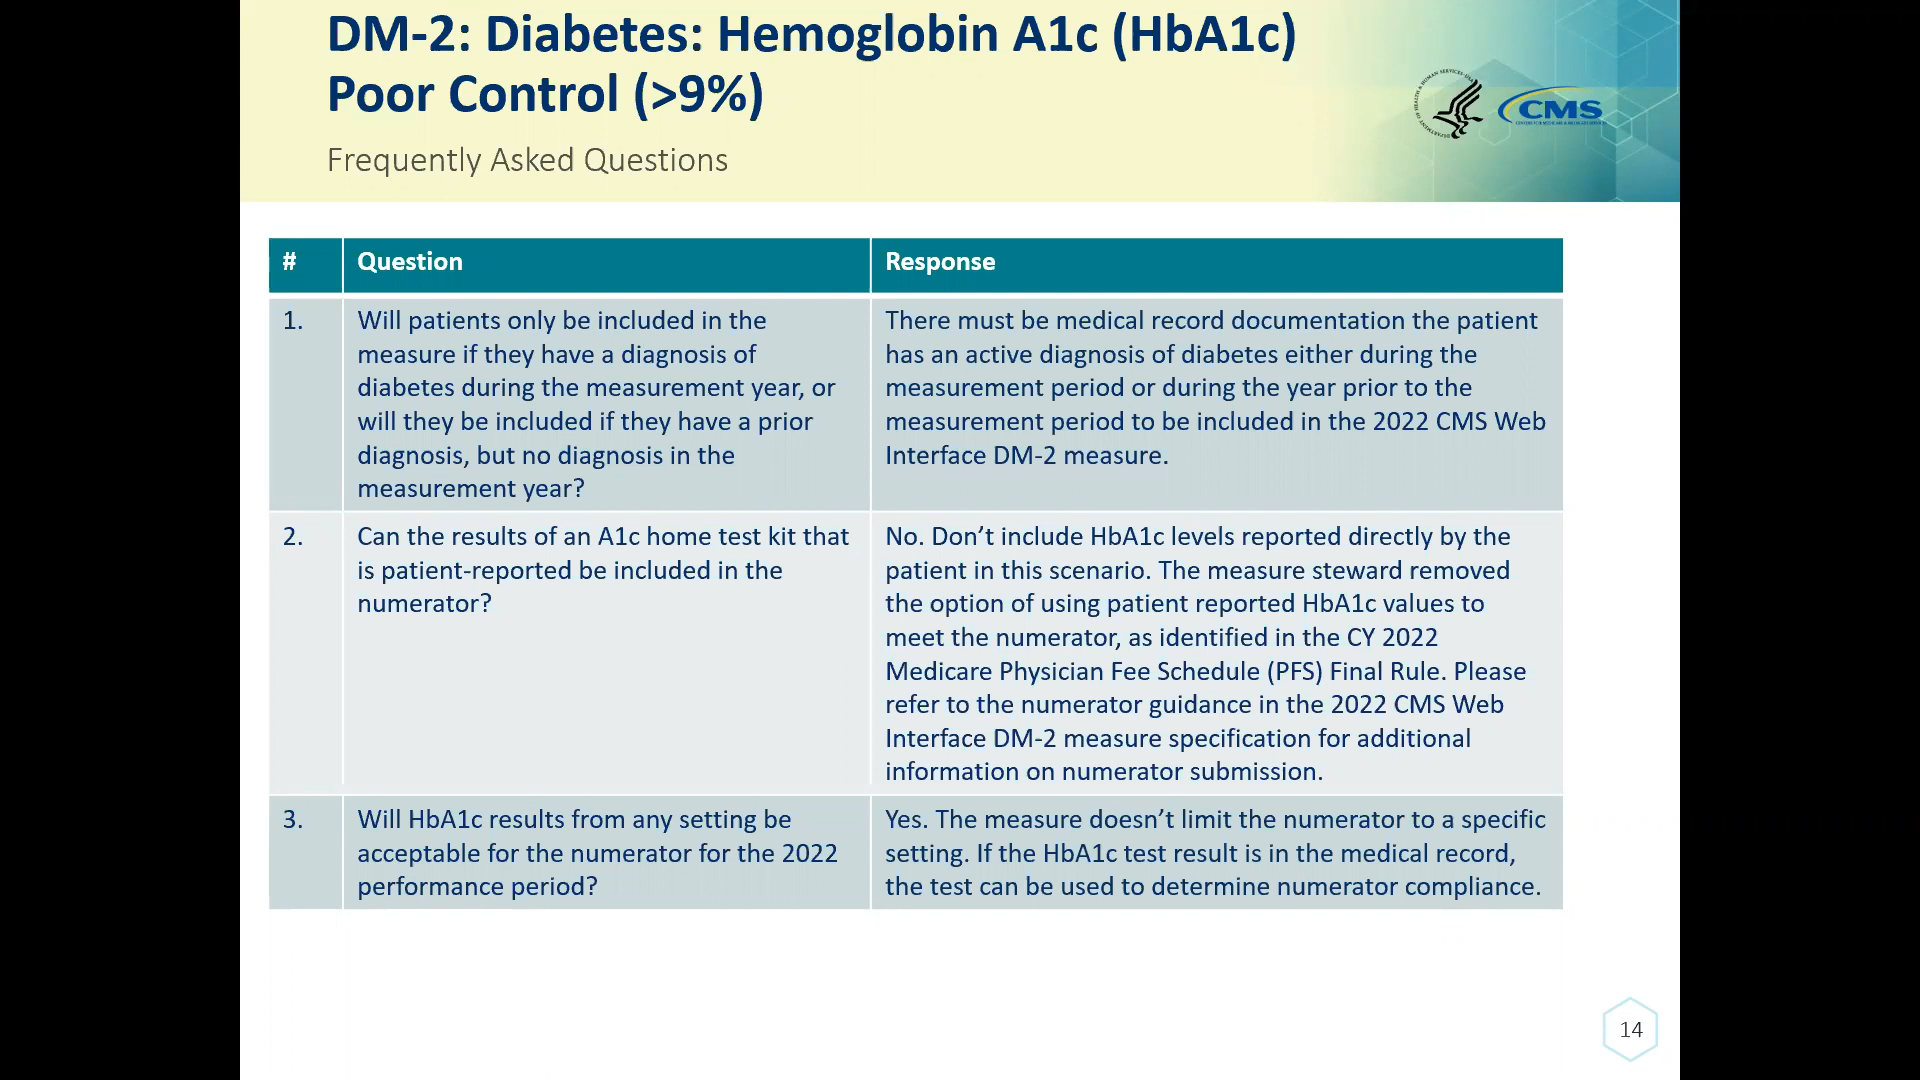 DM-2: Diabetes: Hemoglobin A1c (HbA1c)
Poor Control (>9%)
Frequently Asked Questions
CMS
#
Question
Response
1.
Will patients only be included in the
measure if they have a diagnosis of
diabetes during the measurement year, or
will they be included if they have a prior
diagnosis, but no diagnosis in the
measurement year?
There must be medical record documentation the patient
has an active diagnosis of diabetes either during the
measurement period or during the year prior to the
measurement period to be included in the 2022 CMS Web
Interface DM-2 measure.
2.
Can the results of an A1c home test kit that
is patient-reported be included in the
numerator?
No. Don’t include HbA1c levels reported directly by the
patient in this scenario. The measure steward removed
the option of using patient reported HbA1c values to
meet the numerator, as identified in the CY 2022
Medicare Physician Fee Schedule (PFS) Final Rule. Please
refer to the numerator guidance in the 2022 CMS Web
Interface DM-2 measure specification for additional
information on numerator submission.
3.
Will HbA1c results from any setting be
acceptable for the numerator for the 2022
performance period?
Yes. The measure doesn’t limit the numerator to a specific
setting. If the HbA1c test result is in the medical record,
the test can be used to determine numerator compliance.
14